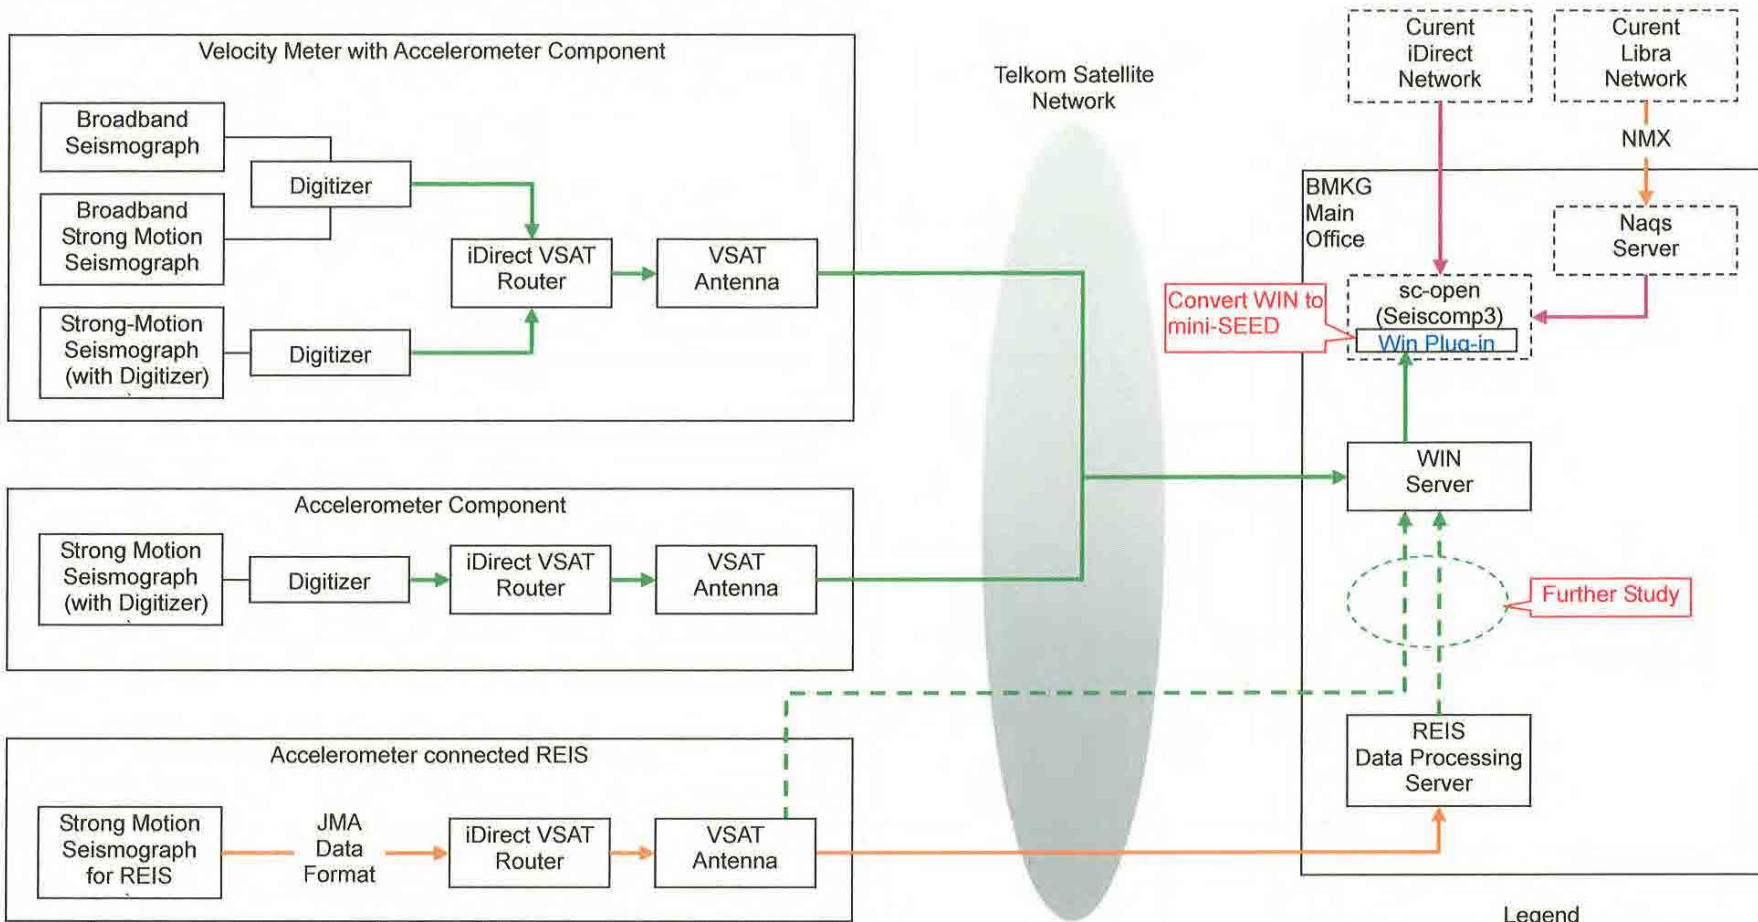 Velocity Meter with Accelerometer Component
Broadband
Seismograph
Broadband
Strong Motion
Seismograph
Strong-Motion
Seismograph
(with Digitizer)
Digitizer
Digitizer
iDirect VSAT
Router
VSAT
Antenna
Accelerometer Component
Strong Motion
Seismograph
(with Digitizer)
Digitizer
iDirect VSAT
Router
VSAT
Antenna
Accelerometer connected REIS
Strong Motion
Seismograph
for REIS
JMA
Data
Format
iDirect VSAT
Router
VSAT
Antenna
Telkom Satellite
Network
Curent
iDirect
Network
Curent
Libra
Network
NMX
BMKG
Main
Office
Naqs
Server
sc-open
(Seiscomp3)
Win Plug-in
Convert WIN to
mini-SEED
WIN
Server
Further Study
REIS
Data Processing
Server
Legend